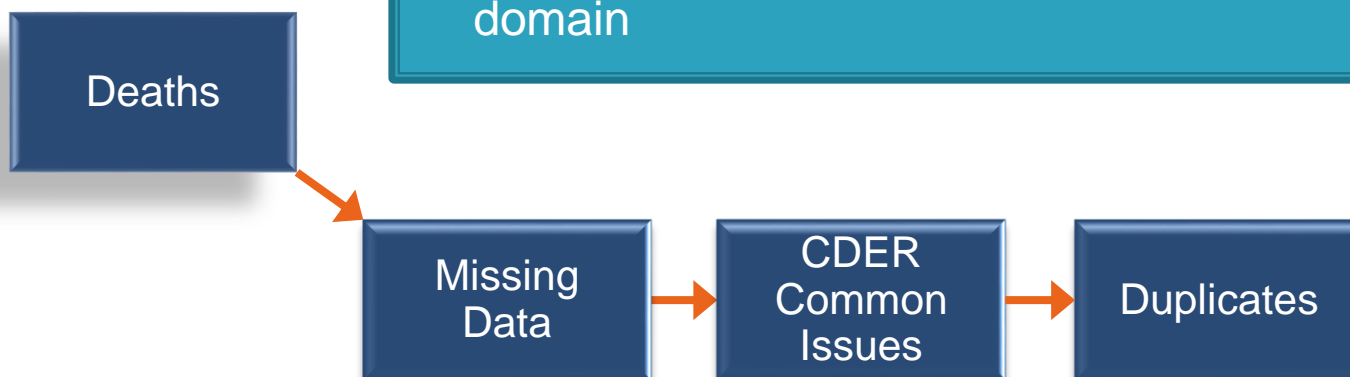 domain
Deaths
Missing
Data
CDER
Common
Issues
Duplicates